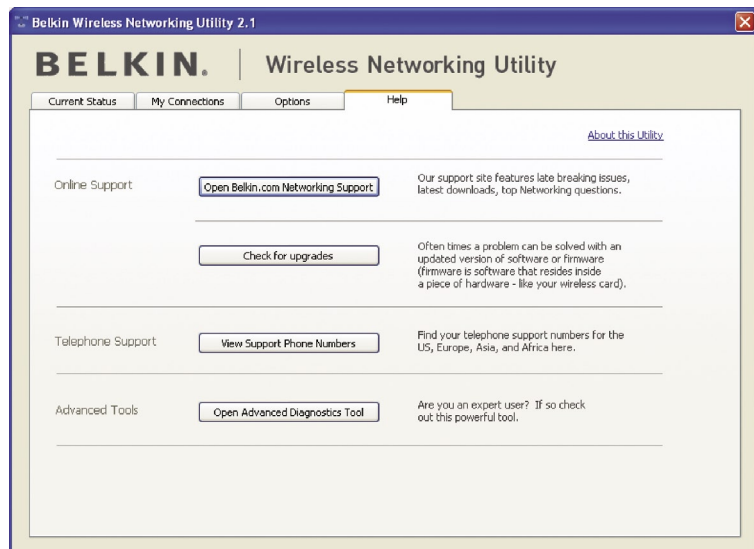 Belkin Wireless Networking Utility 2.1
BELKIN. | Wireless Networking Utility
Current Status
My Connections
Options
Help
About this Utility
Online Support
Open Belkin.com Networking Support
Our support site features late breaking issues,
latest downloads, top Networking questions.
Check for upgrades
Often times a problem can be solved with an
updated version of software or firmware
(firmware is software that resides inside
a piece of hardware - like your wireless card).
Telephone Support
View Support Phone Numbers
Find your telephone support numbers for the
US, Europe, Asia, and Africa here.
Advanced Tools
Open Advanced Diagnostics Tool
Are you an expert user? If so check
out this powerful tool.